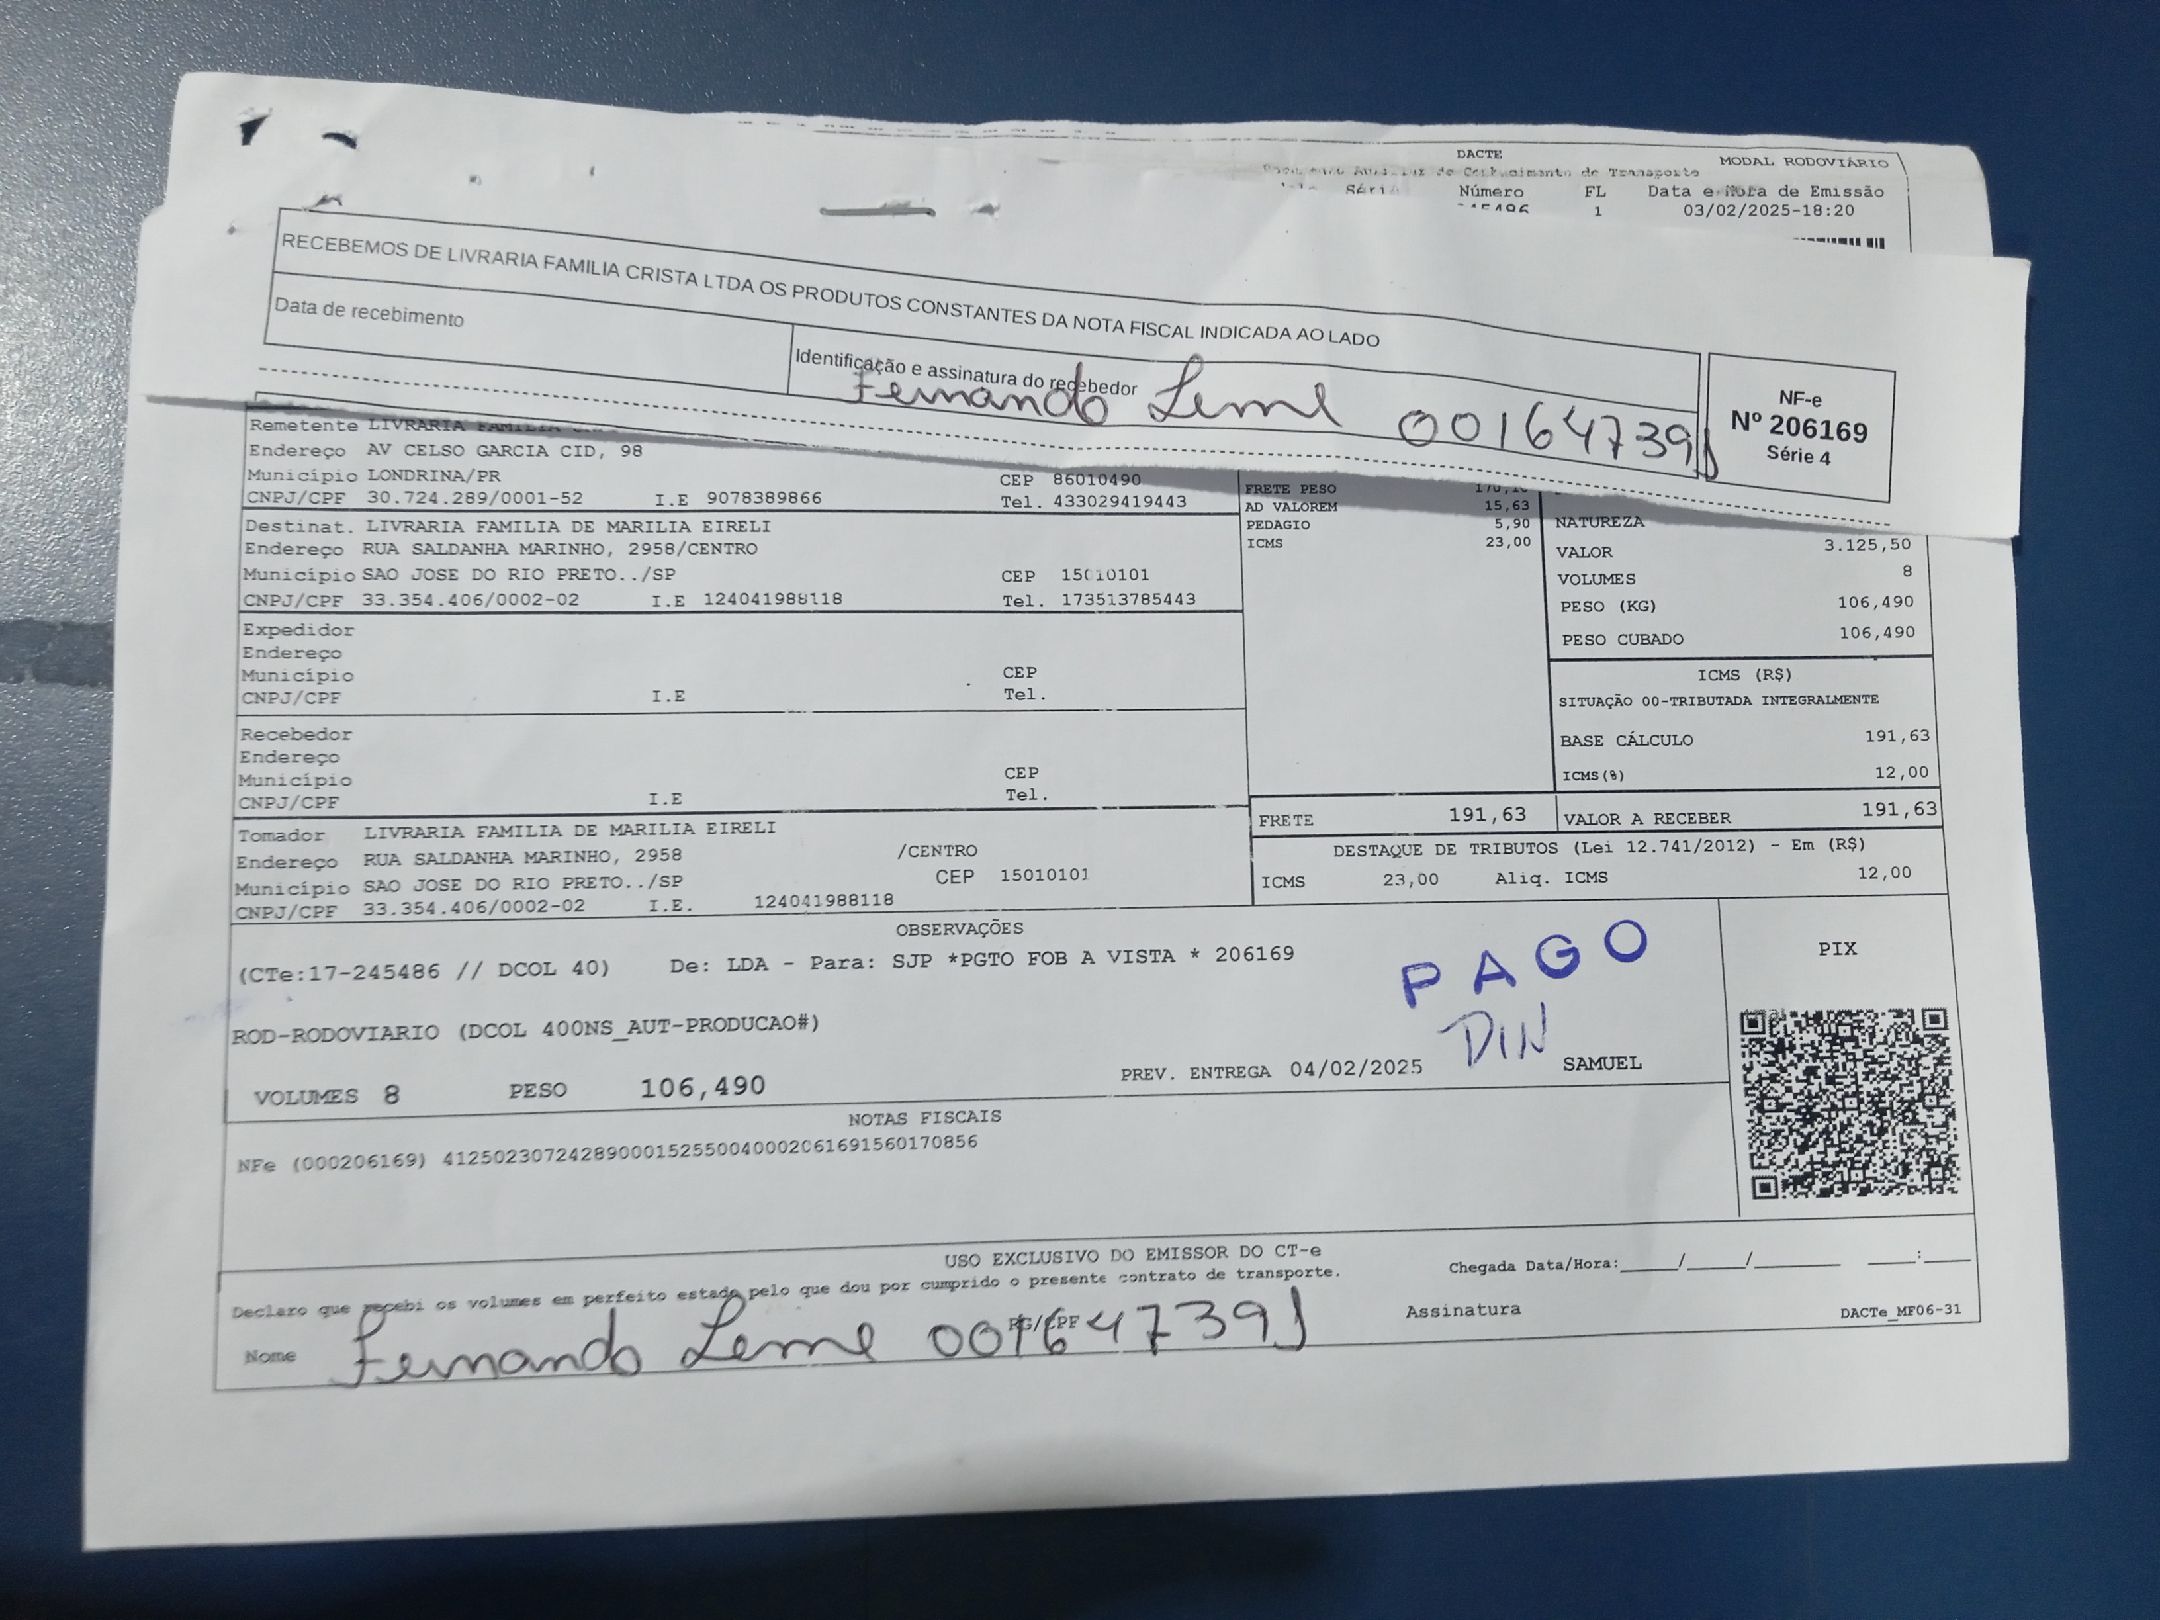 DACTE
MODAL RODOVIÁRIO
de Transporte
Série Número FL Data e Hora de Emissão
1 03/02/2025-18:20
RECEBEMOS DE LIVRARIA FAMILIA CRISTA LTDA OS PRODUTOS CONSTANTES DA NOTA FISCAL INDICADA AO LADO
Data de recebimento
Identificação e assinatura do recebedor
Fernando Leme 001647391
NF-e
Nº 206169
Série 4
Remetente LIVRARIA FAMILIA
Endereço AV CELSO GARCIA CID, 98
Município LONDRINA/PR CEP 86010490
CNPJ/CPF 30.724.289/0001-52 I.E 9078389866 Tel. 433029419443
Destinat. LIVRARIA FAMILIA DE MARILIA EIRELI
Endereço RUA SALDANHA MARINHO, 2958/CENTRO
Município SAO JOSE DO RIO PRETO../SP CEP 15010101
CNPJ/CPF 33.354.406/0002-02 I.E 124041988118 Tel. 173513785443
Expedidor
Endereço
Município CEP
CNPJ/CPF I.E Tel.
Recebedor
Endereço
Município CEP
CNPJ/CPF I.E Tel.
Tomador LIVRARIA FAMILIA DE MARILIA EIRELI
Endereço RUA SALDANHA MARINHO, 2958 /CENTRO
Município SAO JOSE DO RIO PRETO../SP CEP 15010101
CNPJ/CPF 33.354.406/0002-02 I.E. 124041988118
FRETE PESO
AD VALOREM 15,63
PEDAGIO 5,90
ICMS 23,00
NATUREZA
VALOR 3.125,50
VOLUMES 8
PESO (KG) 106,490
PESO CUBADO 106,490
ICMS (R$)
SITUAÇÃO 00-TRIBUTADA INTEGRALMENTE
BASE CÁLCULO 191,63
ICMS(%) 12,00
FRETE 191,63 VALOR A RECEBER 191,63
DESTAQUE DE TRIBUTOS (Lei 12.741/2012) - Em (R$)
ICMS 23,00 Aliq. ICMS 12,00
OBSERVAÇÕES
(CTe:17-245486 // DCOL 40) De: LDA - Para: SJP *PGTO FOB A VISTA * 206169
PAGO
DIN
PIX
ROD-RODOVIARIO (DCOL 400NS_AUT-PRODUCAO#)
VOLUMES 8 PESO 106,490 PREV. ENTREGA 04/02/2025 SAMUEL
NOTAS FISCAIS
NFe (000206169) 41250230724289000152550040002061691560170856
USO EXCLUSIVO DO EMISSOR DO CT-e
Declaro que recebi os volumes em perfeito estado pelo que dou por cumprido o presente contrato de transporte.
Chegada Data/Hora:_____/_____/________ ____:____
Nome Fernando Leme RG/CPF 001647391 Assinatura DACTe_MF06-31